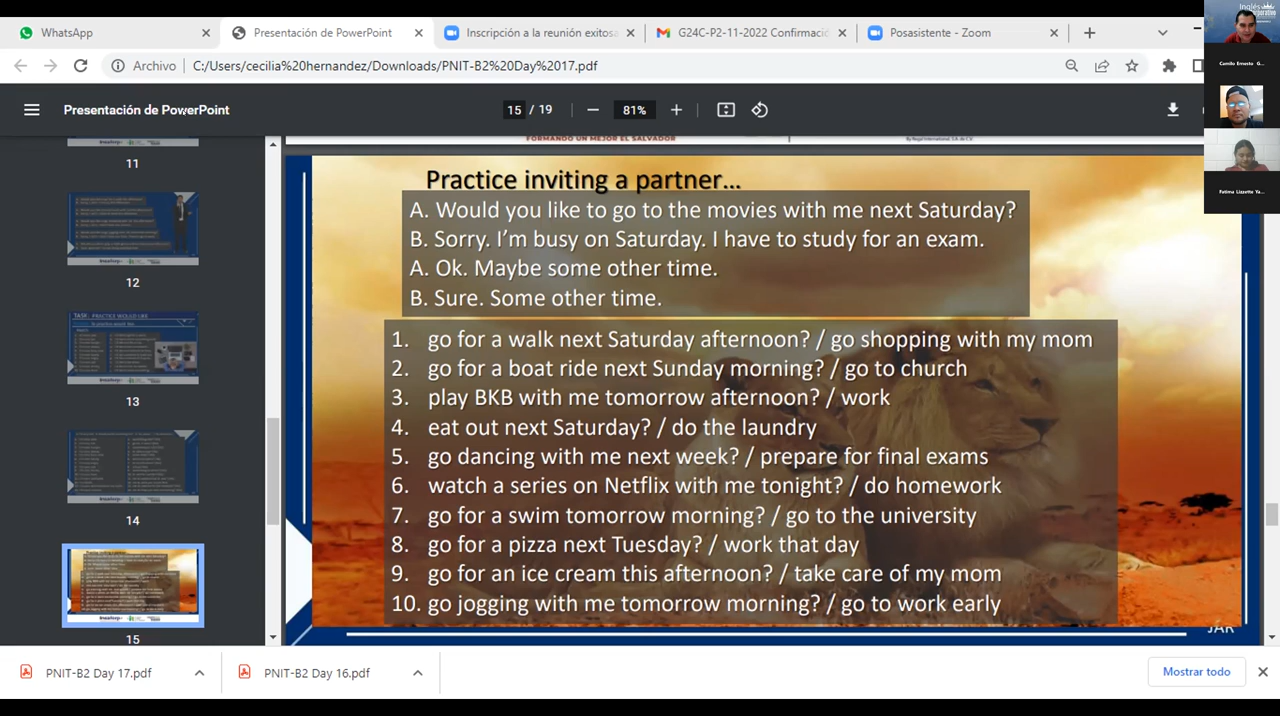 WhatsApp
Presentación de PowerPoint
Inscripción a la reunión exitosa
G24C-P2-11-2022 Confirmació
Posasistente - Zoom
Archivo
C:/Users/cecilia%20hernandez/Downloads/PNIT-B2%20Day%2017.pdf
Presentación de PowerPoint
15 / 19
81%
Inglés
Camilo Ernesto G...
Fatima Lizzette Ya...
11
12
13
14
15
FORMANDO UN MEJOR EL SALVADOR
Practice inviting a partner...
A. Would you like to go to the movies with me next Saturday?
B. Sorry. I'm busy on Saturday. I have to study for an exam.
A. Ok. Maybe some other time.
B. Sure. Some other time.
1. go for a walk next Saturday afternoon? / go shopping with my mom
2. go for a boat ride next Sunday morning? / go to church
3. play BKB with me tomorrow afternoon? / work
4. eat out next Saturday? / do the laundry
5. go dancing with me next week? / prepare for final exams
6. watch a series on Netflix with me tonight? / do homework
7. go for a swim tomorrow morning? / go to the university
8. go for a pizza next Tuesday? / work that day
9. go for an ice cream this afternoon? / take care of my mom
10. go jogging with me tomorrow morning? / go to work early
JAR
PNIT-B2 Day 17.pdf
PNIT-B2 Day 16.pdf
Mostrar todo